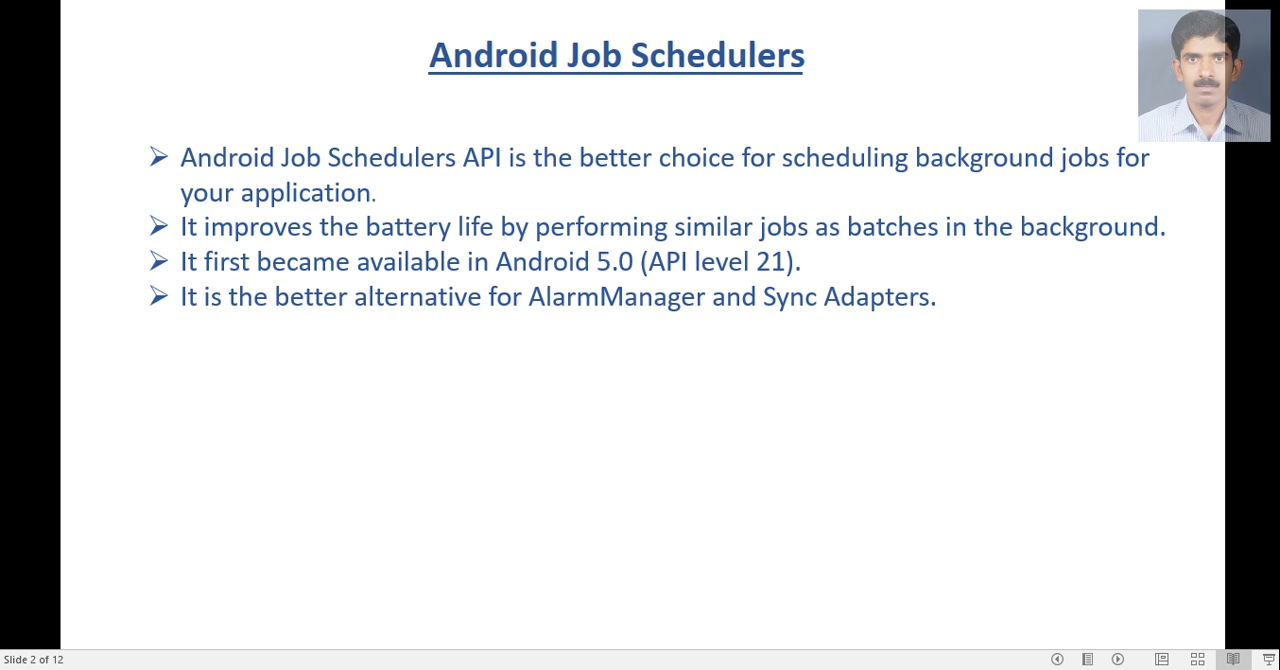 Android Job Schedulers
➢ Android Job Schedulers API is the better choice for scheduling background jobs for
your application.
➢ It improves the battery life by performing similar jobs as batches in the background.
➢ It first became available in Android 5.0 (API level 21).
➢ It is the better alternative for AlarmManager and Sync Adapters.
Slide 2 of 12